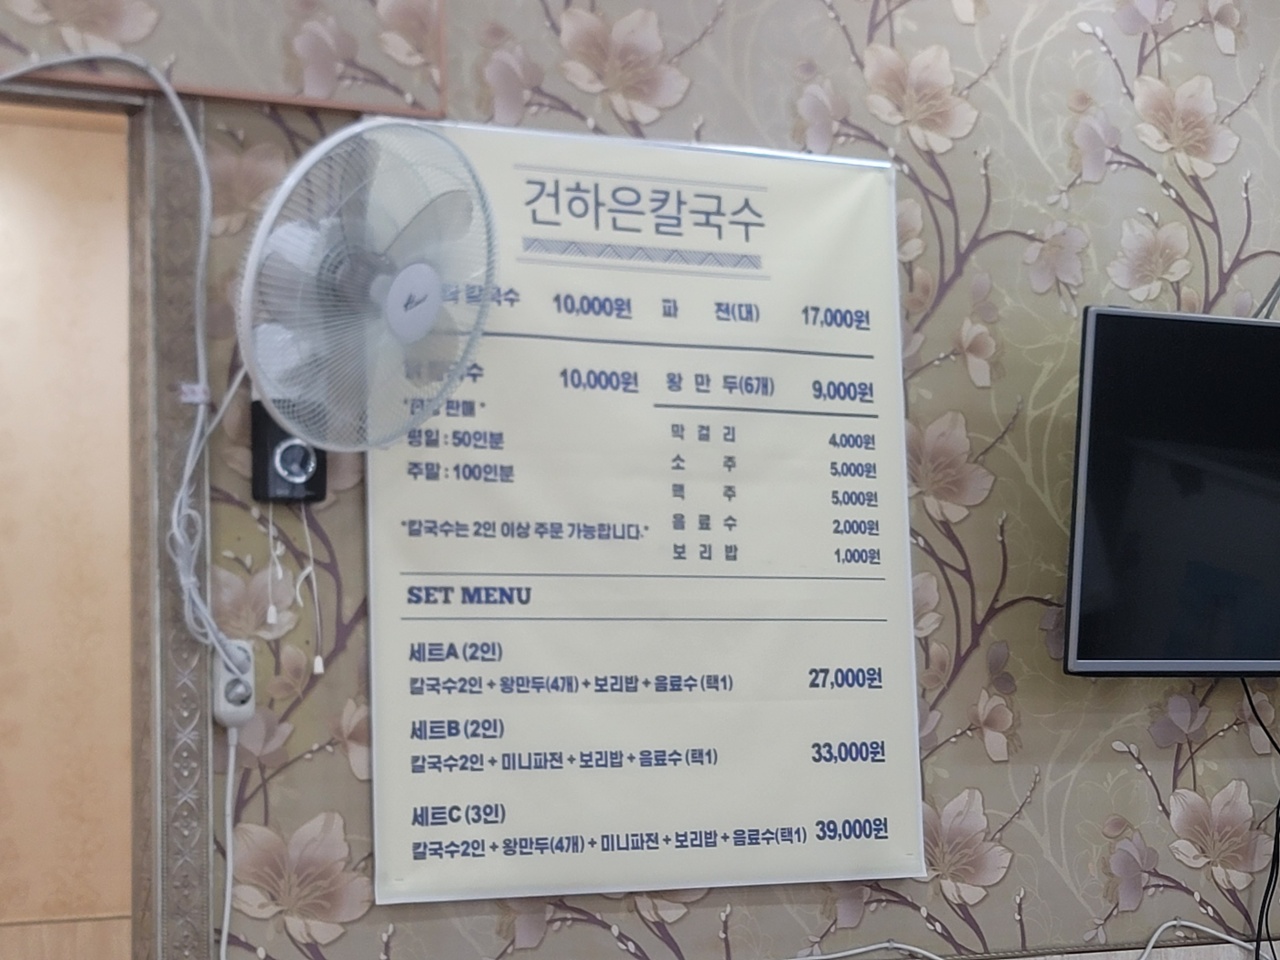 건하은칼국수
칼국수 10,000원 파 전(대) 17,000원
10,000원 왕 만 두(6개) 9,000원
판매*
평일 : 50인분
주말 : 100인분
*칼국수는 2인 이상 주문 가능합니다.*
막 걸 리 4,000원
소 주 5,000원
맥 주 5,000원
음 료 수 2,000원
보 리 밥 1,000원
SET MENU
세트A (2인)
칼국수2인 + 왕만두(4개) + 보리밥 + 음료수 (택1) 27,000원
세트B (2인)
칼국수2인 + 미니파전 + 보리밥 + 음료수 (택1) 33,000원
세트C (3인)
칼국수2인 + 왕만두(4개) + 미니파전 + 보리밥 + 음료수(택1) 39,000원